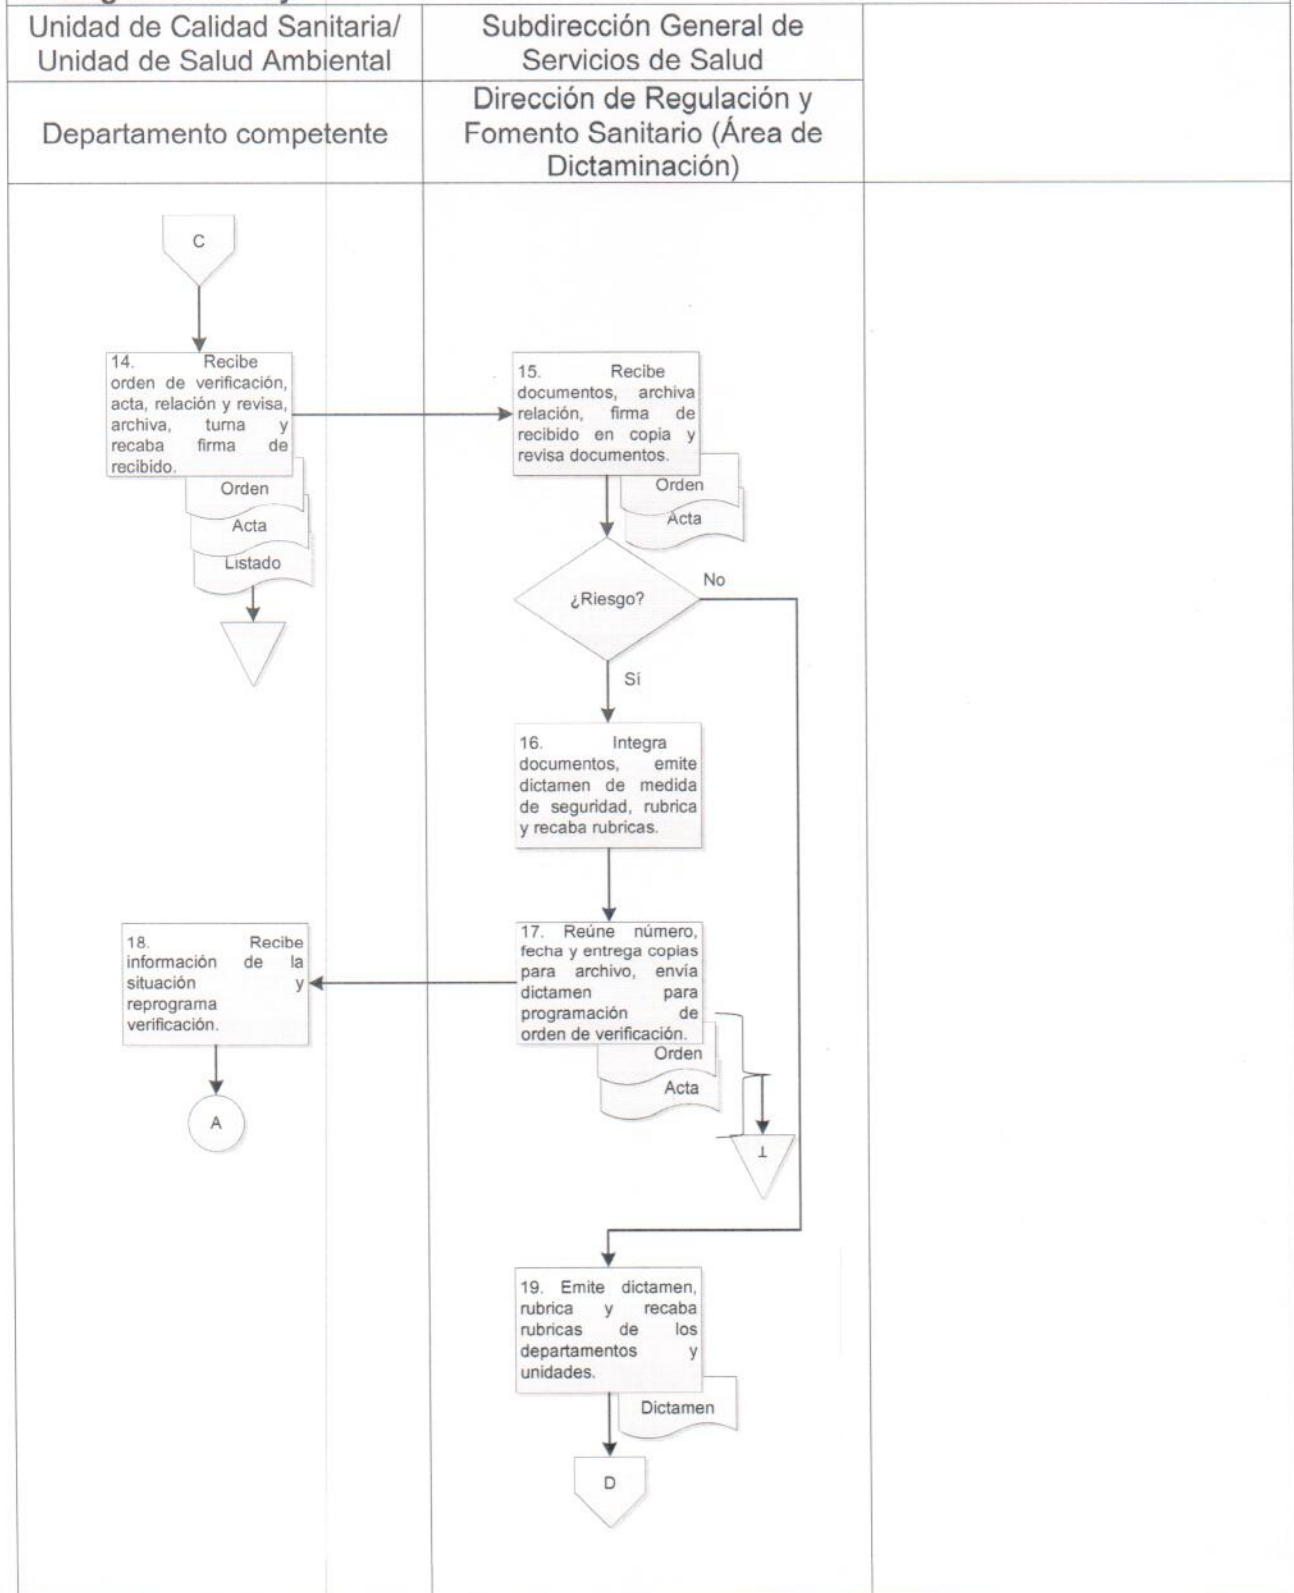 Unidad de Calidad Sanitaria/
Unidad de Salud Ambiental
Subdirección General de
Servicios de Salud
Departamento competente
Dirección de Regulación y
Fomento Sanitario (Área de
Dictaminación)
C
14. Recibe
orden de verificación,
acta, relación y revisa,
archiva, turna y
recaba firma de
recibido.
Orden
Acta
Listado
15. Recibe
documentos, archiva
relación, firma de
recibido en copia y
revisa documentos.
Orden
Acta
¿Riesgo?
No
Sí
16. Integra
documentos, emite
dictamen de medida
de seguridad, rubrica
y recaba rubricas.
17. Reúne número,
fecha y entrega copias
para archivo, envía
dictamen para
programación de
orden de verificación.
Orden
Acta
T
18. Recibe
información de la
situación y
reprograma
verificación.
A
19. Emite dictamen,
rubrica y recaba
rubricas de los
departamentos y
unidades.
Dictamen
D